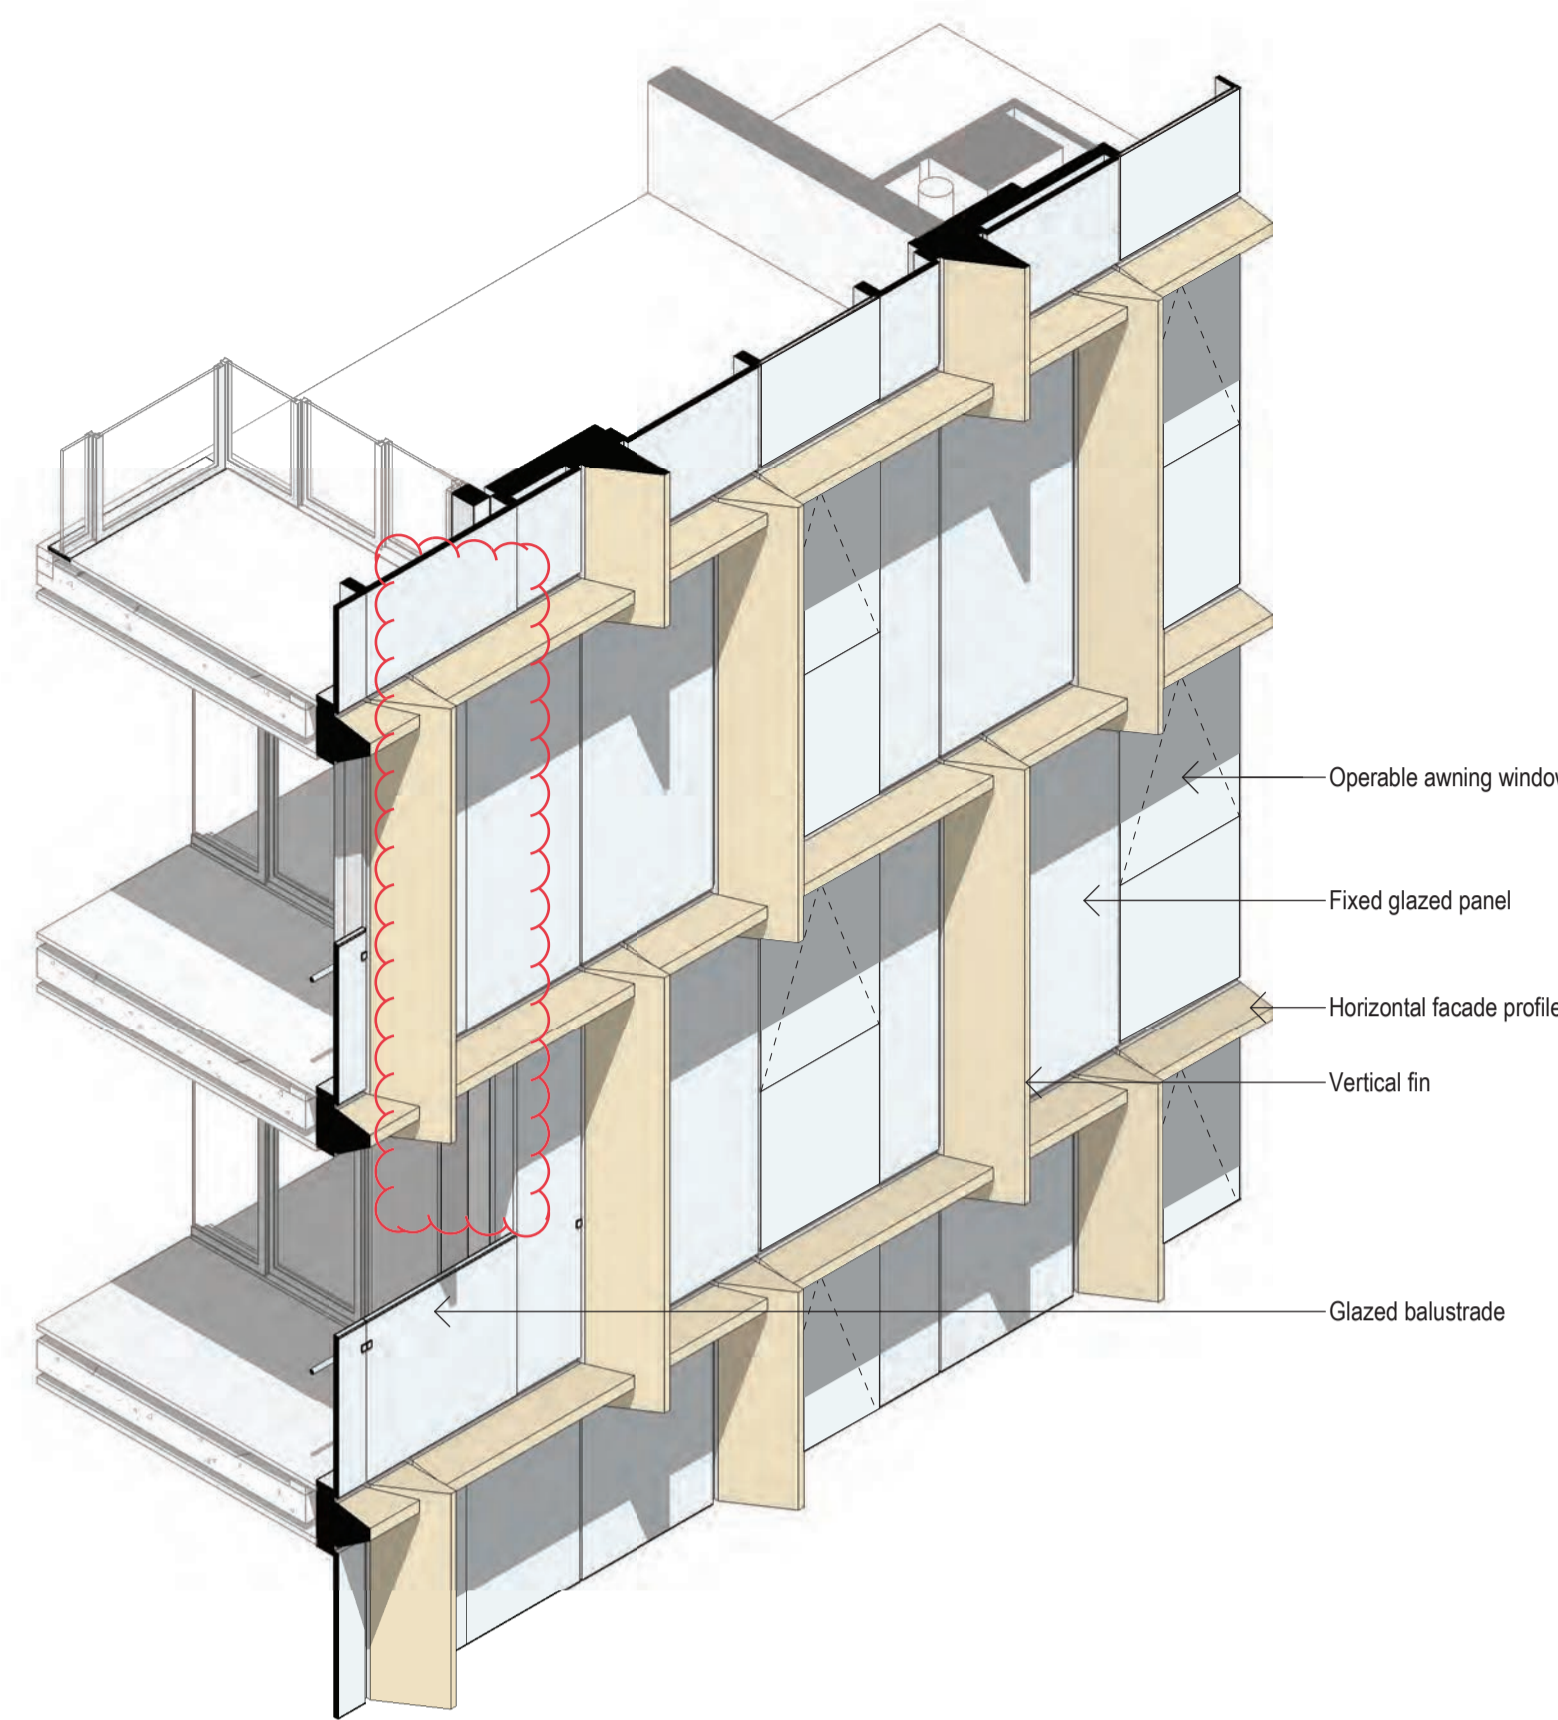 Operable awning windo
Fixed glazed panel
Horizontal facade profile
Vertical fin
Glazed balustrade